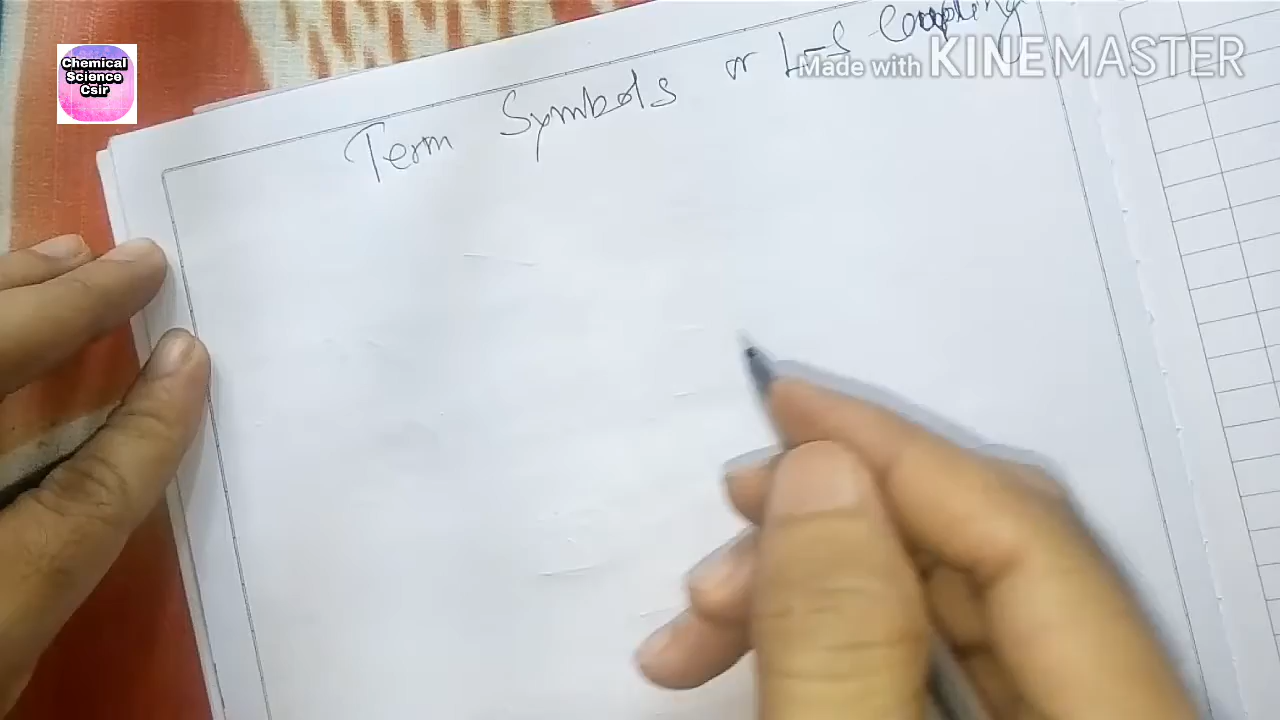 Chemical
Science
Csir
Term Symbols or L-S Coupling
Made with KINEMASTER